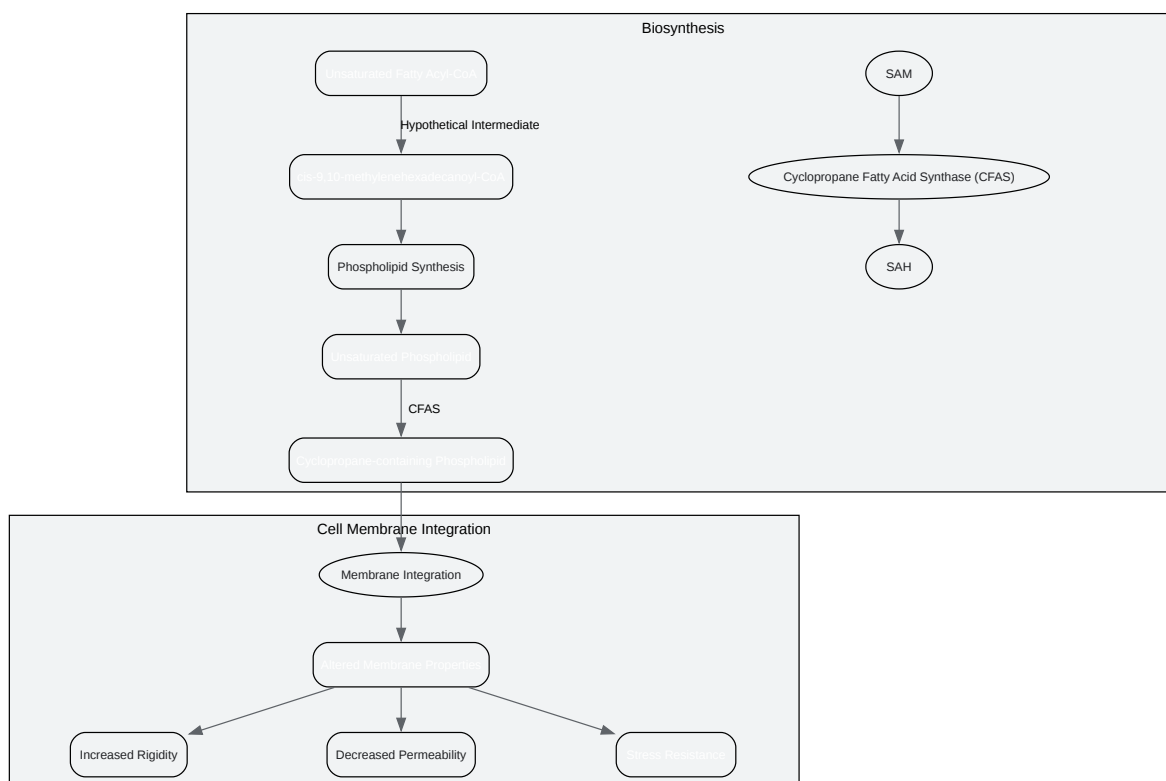 Biosynthesis
Unsaturated Fatty Acyl-CoA
SAM
Hypothetical Intermediate
cis-9,10-methylenehexadecanoyl-CoA
Cyclopropane Fatty Acid Synthase (CFAS)
Phospholipid Synthesis
SAH
Unsaturated Phospholipid
CFAS
Cyclopropane-containing Phospholipid
Cell Membrane Integration
Membrane Integration
Altered Membrane Properties
Increased Rigidity
Decreased Permeability
Stress Resistance